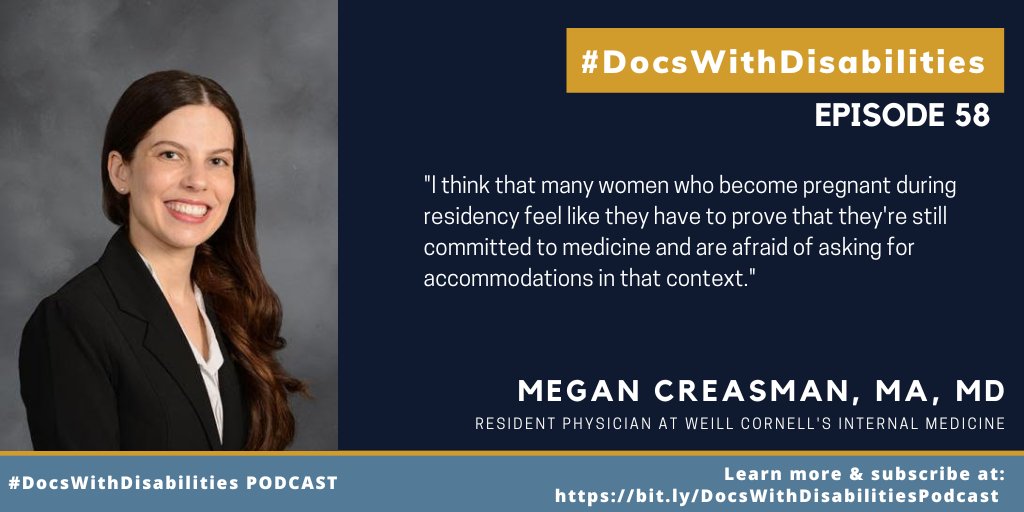 #DocsWithDisabilities
EPISODE 58
"I think that many women who become pregnant during
residency feel like they have to prove that they're still
committed to medicine and are afraid of asking for
accommodations in that context."
MEGAN CREASMAN, MA, MD
RESIDENT PHYSICIAN AT WEILL CORNELL'S INTERNAL MEDICINE
#DocsWithDisabilities PODCAST
Learn more & subscribe at:
https://bit.ly/DocsWithDisabilitiesPodcast